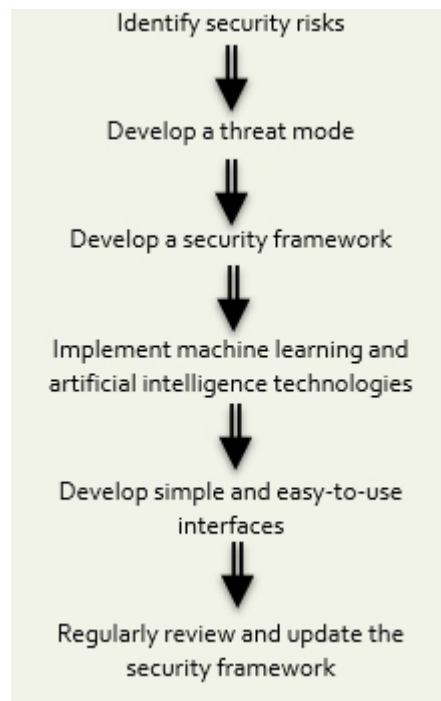 Identify security risks
Develop a threat mode
Develop a security framework
Implement machine learning and
artificial intelligence technologies
Develop simple and easy-to-use
interfaces
Regularly review and update the
security framework